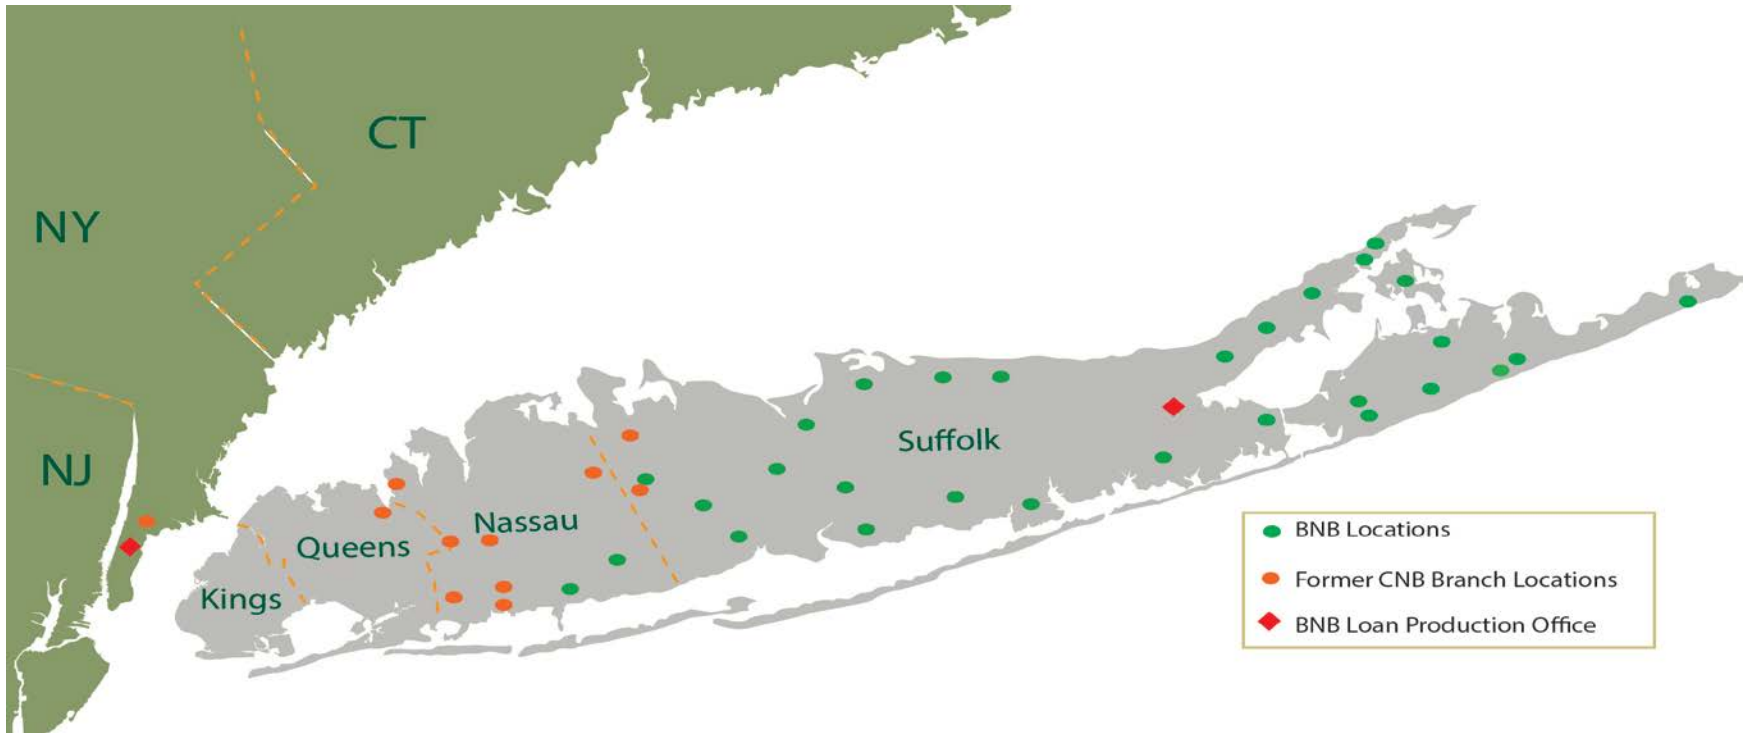 CT
NY
NJ
Suffolk
Nassau
Queens
Kings
BNB Locations
Former CNB Branch Locations
BNB Loan Production Office